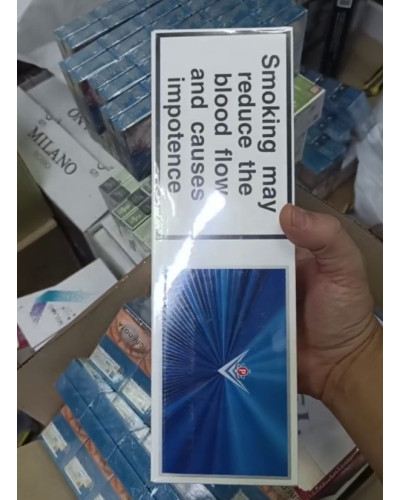 Smoking may
reduce the
blood flow
and causes
impotence
MILANO
P